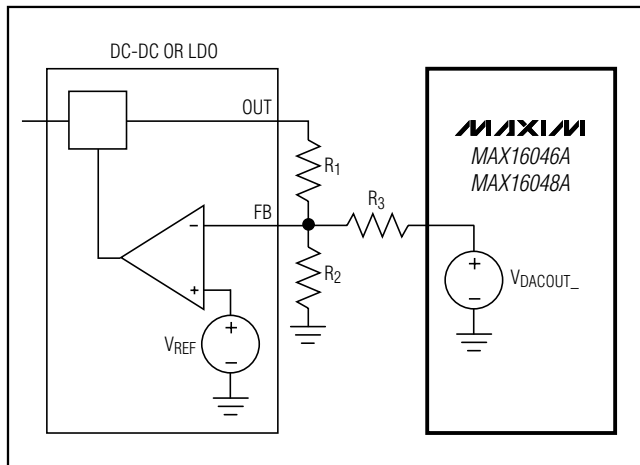 DC-DC OR LDO
OUT
R1
FB
R3
R2
−
+
VREF
+
−
MAXIM
MAX16046A
MAX16048A
+
−
VDACOUT_